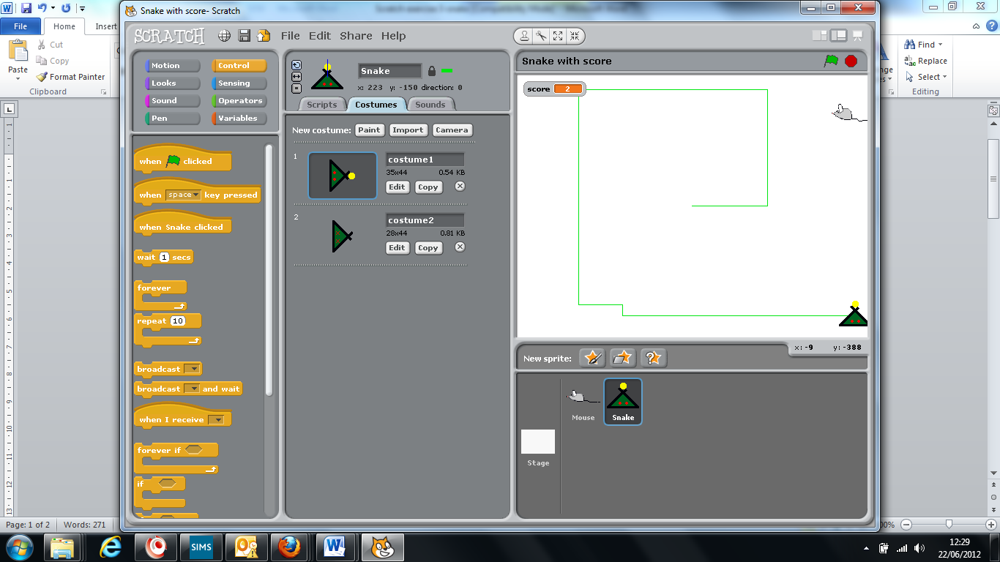 Snake with score- Scratch
File Home Insert
Cut
Copy
Format Painter
Paste
Clipboard
Find
Replace
Select
Editing
SCRATCH File Edit Share Help
Motion Control
Looks Sensing
Sound Operators
Pen Variables
when clicked
when space key pressed
when Snake clicked
wait 1 secs
forever
repeat 10
broadcast
broadcast and wait
when I receive
forever if
if
Snake
x: 223 y: -150 direction: 0
Scripts Costumes Sounds
New costume: Paint Import Camera
1 costume1
35x44 0.54 KB
Edit Copy
2 costume2
28x44 0.81 KB
Edit Copy
Snake with score
score 2
x: -9 y: -388
New sprite:
Mouse Snake
Stage
Page: 1 of 2 Words: 271
SIMS
12:29
22/06/2012